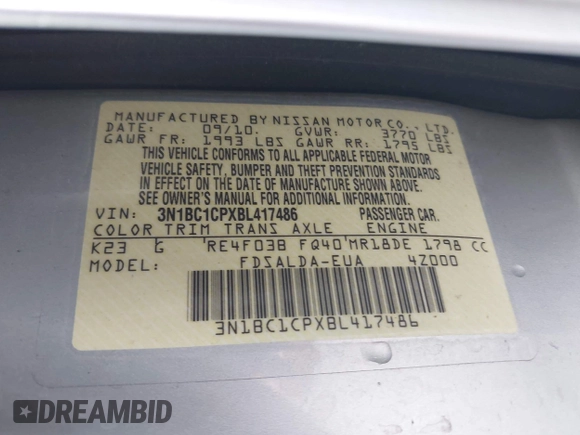 MANUFACTURED BY NISSAN MOTOR CO., LTD.
DATE: 09/10. GVWR: 3770 LBS
GAWR FR: 1993 LBS GAWR RR: 1795 LBS
THIS VEHICLE CONFORMS TO ALL APPLICABLE FEDERAL MOTOR
VEHICLE SAFETY, BUMPER AND THEFT PREVENTION STANDARDS
IN EFFECT ON THE DATE OF MANUFACTURE SHOWN ABOVE.
SEE OWNER'S MANUAL FOR ADDITIONAL INFORMATION.
VIN: 3N1BC1CPXBL417486 PASSENGER CAR.
COLOR TRIM TRANS AXLE ENGINE
K23 G RE4F03B FQ40 MR18DE 1798 CC
MODEL: FDSALDA-EUA 4Z000
3N1BC1CPXBL417486
DREAMBID